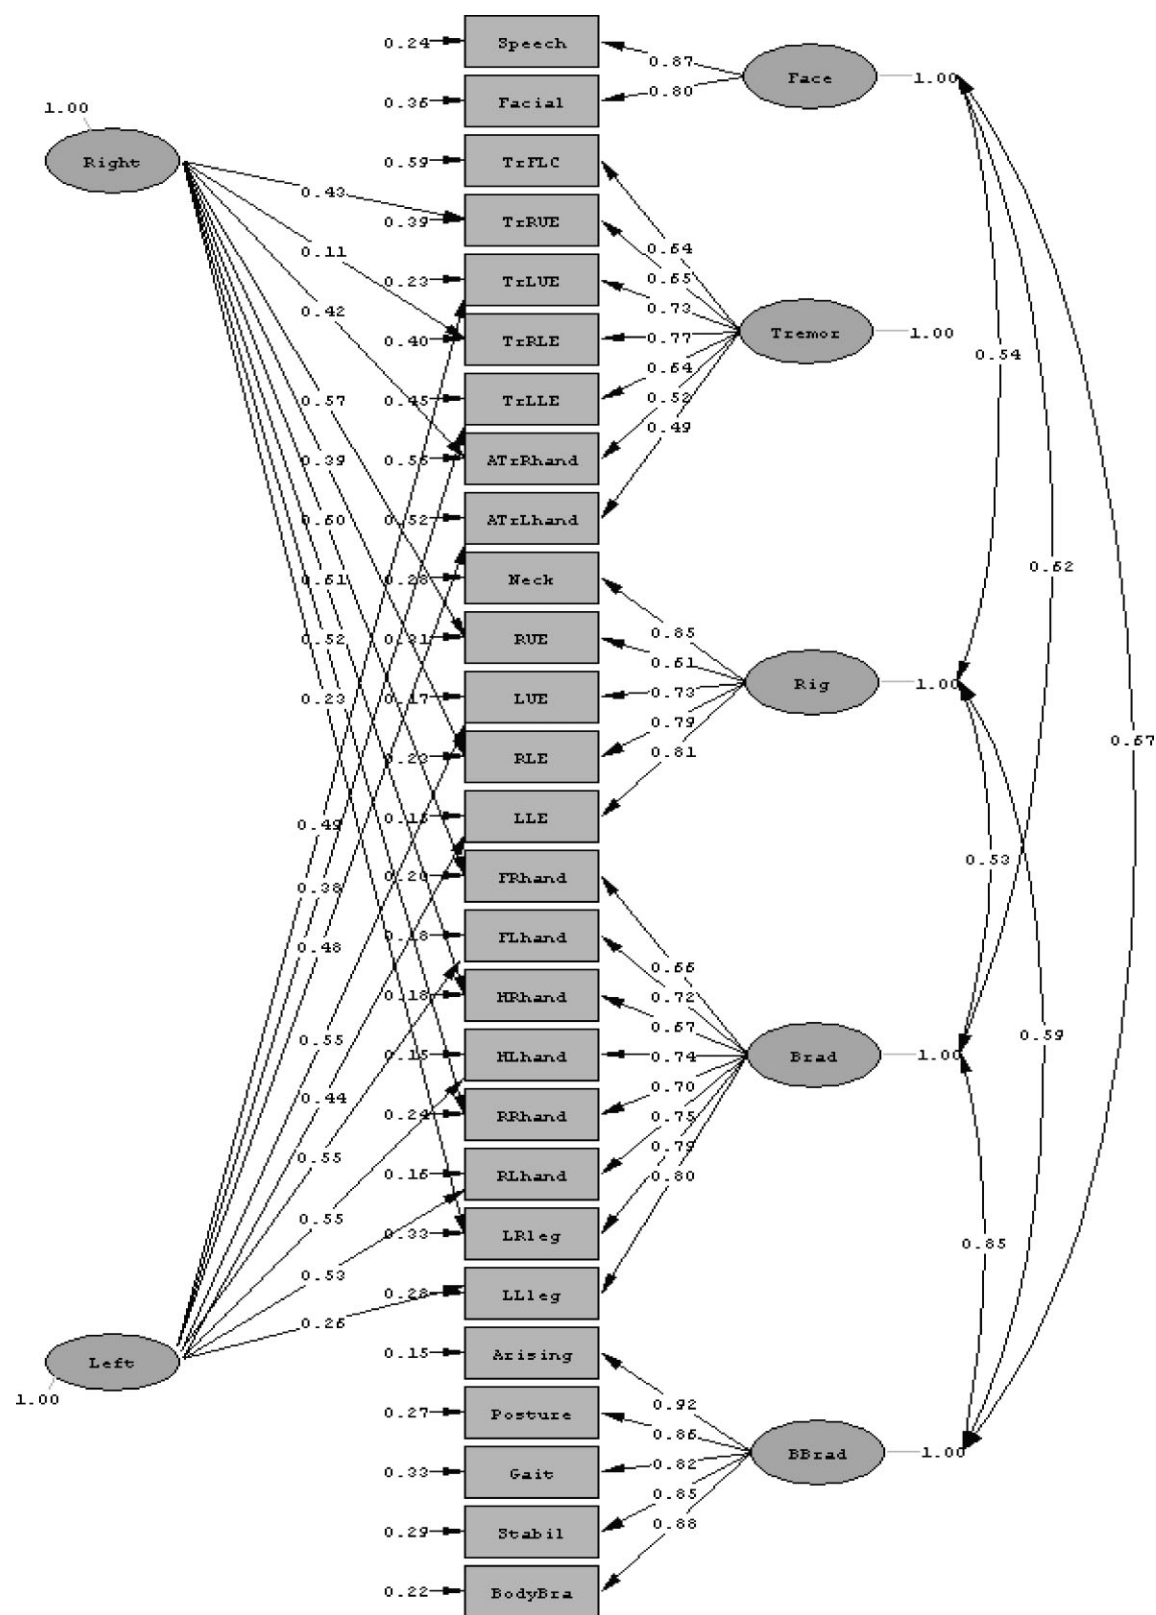 0.24 Speech 0.87 Face 1.00
0.36 Facial 0.80
1.00
Right
0.59 TrFLC 0.64
0.43 0.39 TrRUE 0.65
0.11 0.23 TrLUE 0.73
0.42 0.40 TrRLE 0.77 Tremor 1.00
0.54
0.57 0.45 TrLLE 0.64
0.52
0.39 0.56 ATrRhand 0.49
0.60 0.52 ATrLhand
0.61 0.28 Neck 0.62
0.52 0.31 RUE 0.85
0.61
0.23 0.17 LUE 0.73 Rig 1.00
0.79
0.23 RLE 0.81 0.67
0.49 0.15 LLE
0.38 0.20 FRhand 0.53
0.48 0.18 FLhand 0.66
0.18 HRhand 0.72
0.67
0.55 0.15 HLhand 0.74 Brad 1.00 0.59
0.44 0.24 RRhand 0.70
0.75
0.55 0.16 RLhand 0.79
0.80
0.55 0.33 LRleg 0.85
0.53 0.28 LLleg
0.26
Left 0.15 Arising
1.00
0.27 Posture 0.92
0.86
0.33 Gait 0.82 BBrad 1.00
0.85
0.29 Stabil 0.88
0.22 BodyBra